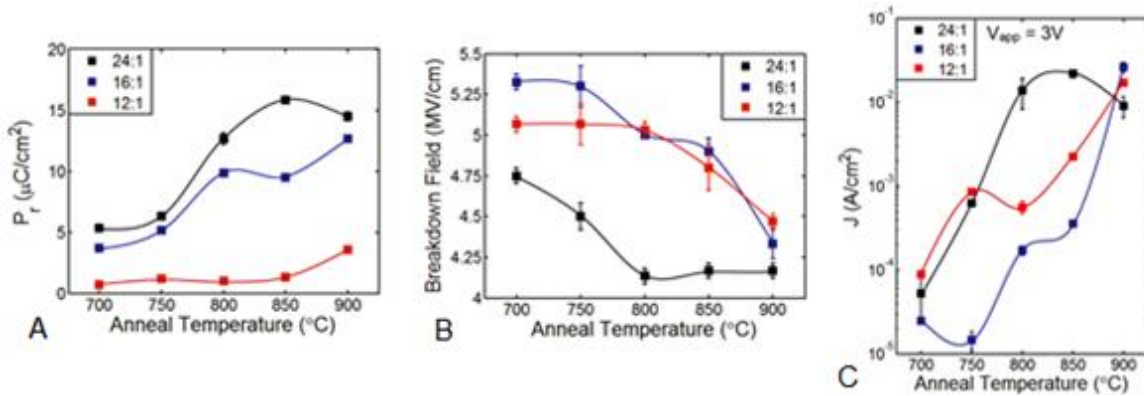 20
15
10
5
0
P_r (μC/cm²)
24:1
16:1
12:1
700 750 800 850 900
Anneal Temperature (°C)
A
5.5
5.25
5
4.75
4.5
4.25
4
Breakdown Field (MV/cm)
24:1
16:1
12:1
700 750 800 850 900
Anneal Temperature (°C)
B
10⁻¹
10⁻²
10⁻³
10⁻⁴
10⁻⁵
J (A/cm²)
24:1
16:1
12:1
V_app = 3V
700 750 800 850 900
Anneal Temperature (°C)
C